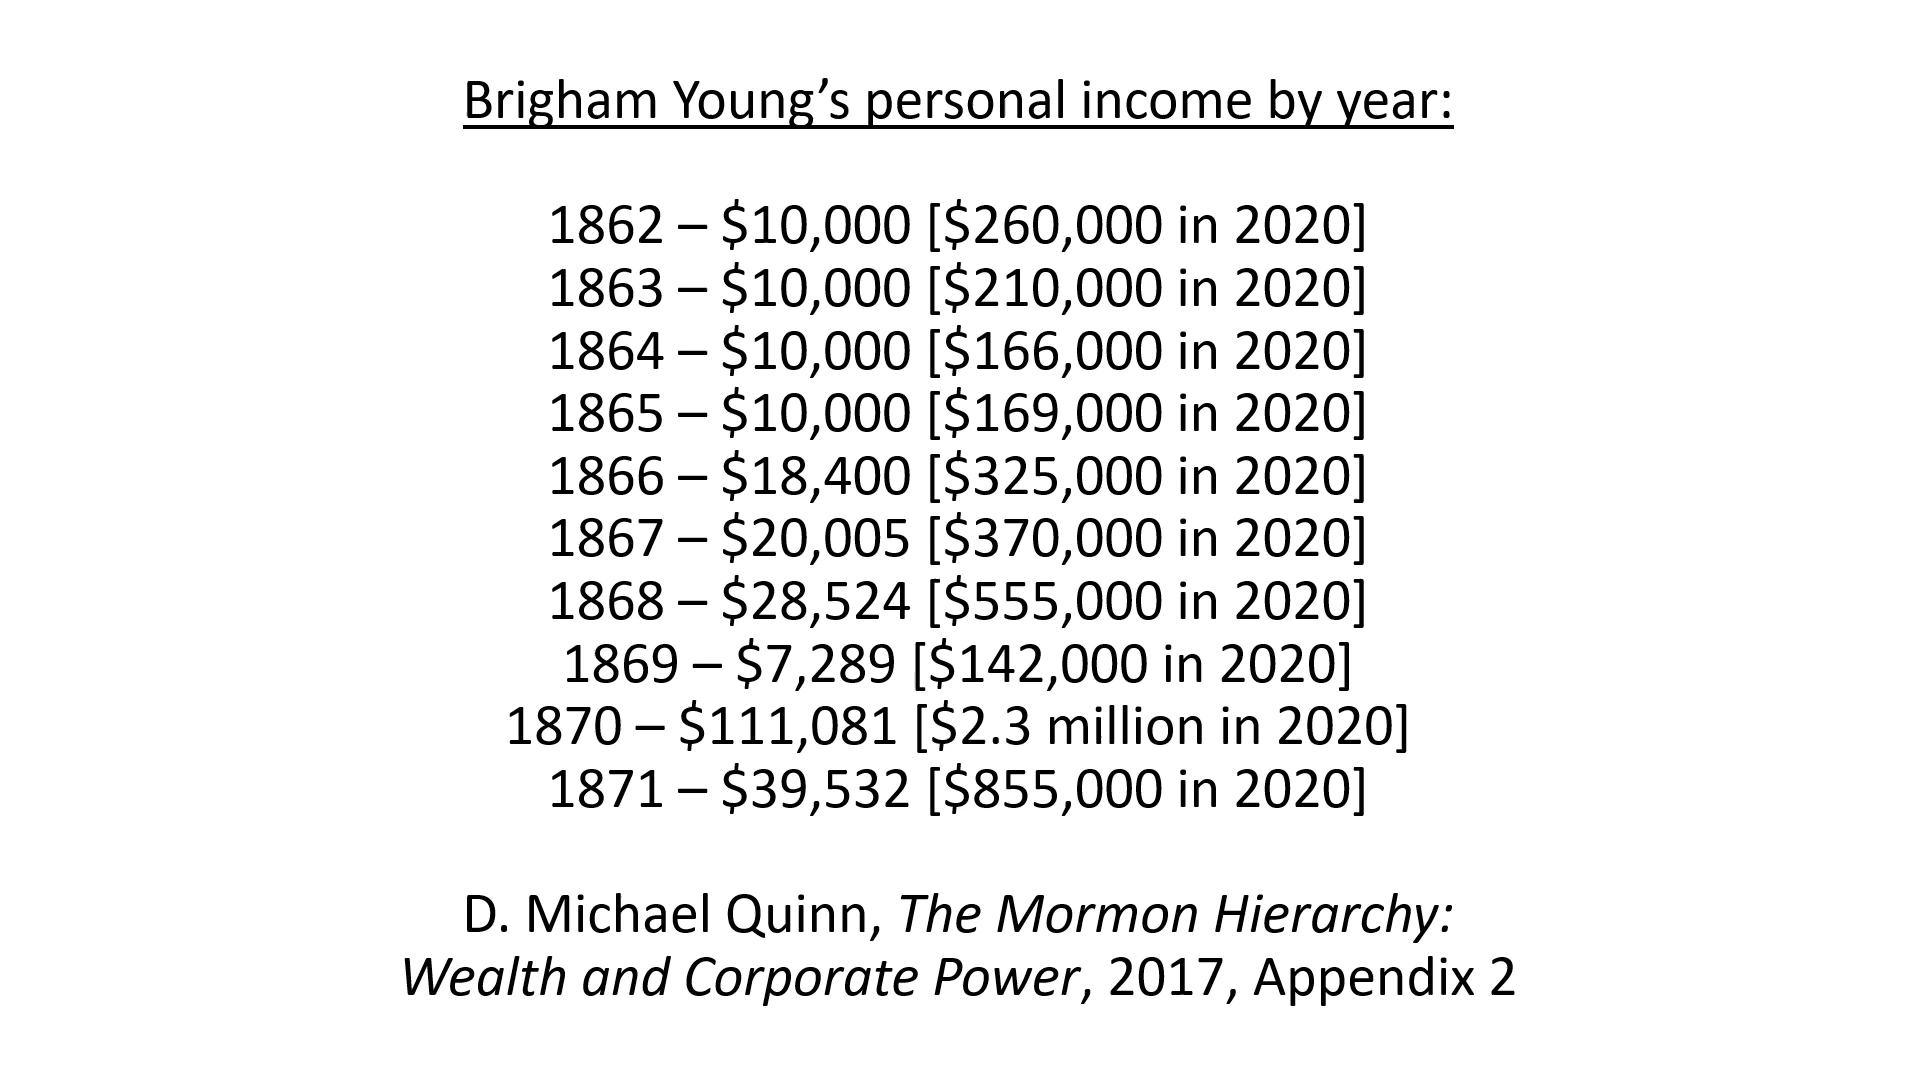 Brigham Young’s personal income by year:
1862 – $10,000 [$260,000 in 2020]
1863 – $10,000 [$210,000 in 2020]
1864 – $10,000 [$166,000 in 2020]
1865 – $10,000 [$169,000 in 2020]
1866 – $18,400 [$325,000 in 2020]
1867 – $20,005 [$370,000 in 2020]
1868 – $28,524 [$555,000 in 2020]
1869 – $7,289 [$142,000 in 2020]
1870 – $111,081 [$2.3 million in 2020]
1871 – $39,532 [$855,000 in 2020]
D. Michael Quinn, The Mormon Hierarchy:
Wealth and Corporate Power, 2017, Appendix 2